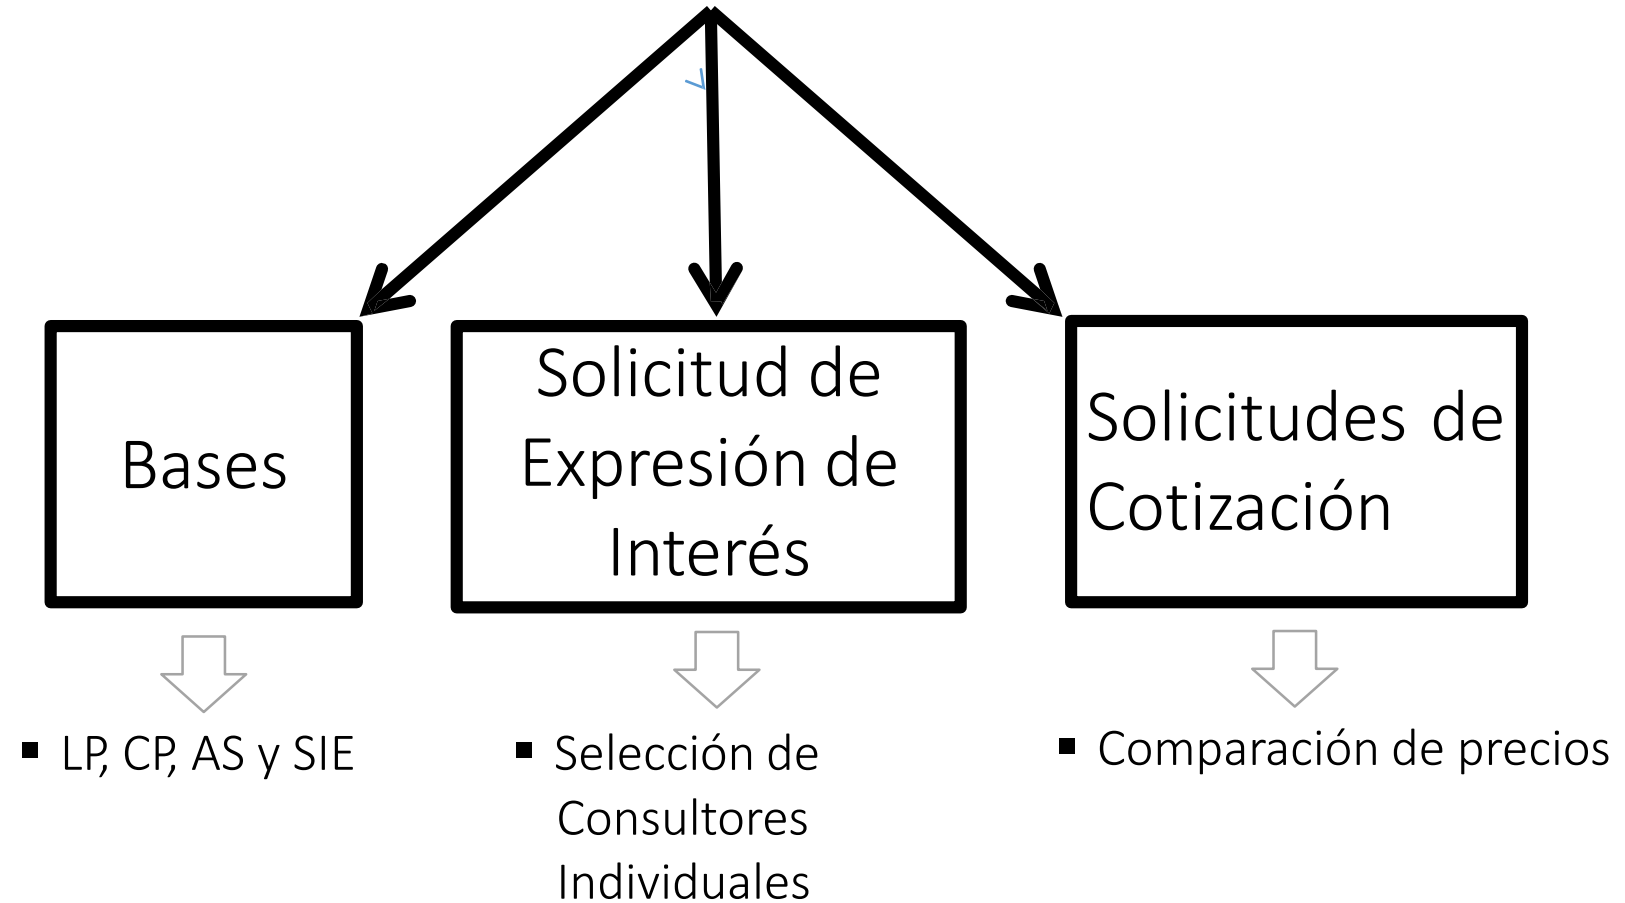 Bases
Solicitud de
Expresión de
Interés
Solicitudes de
Cotización
▪ LP, CP, AS y SIE
▪ Selección de
Consultores
Individuales
▪ Comparación de precios